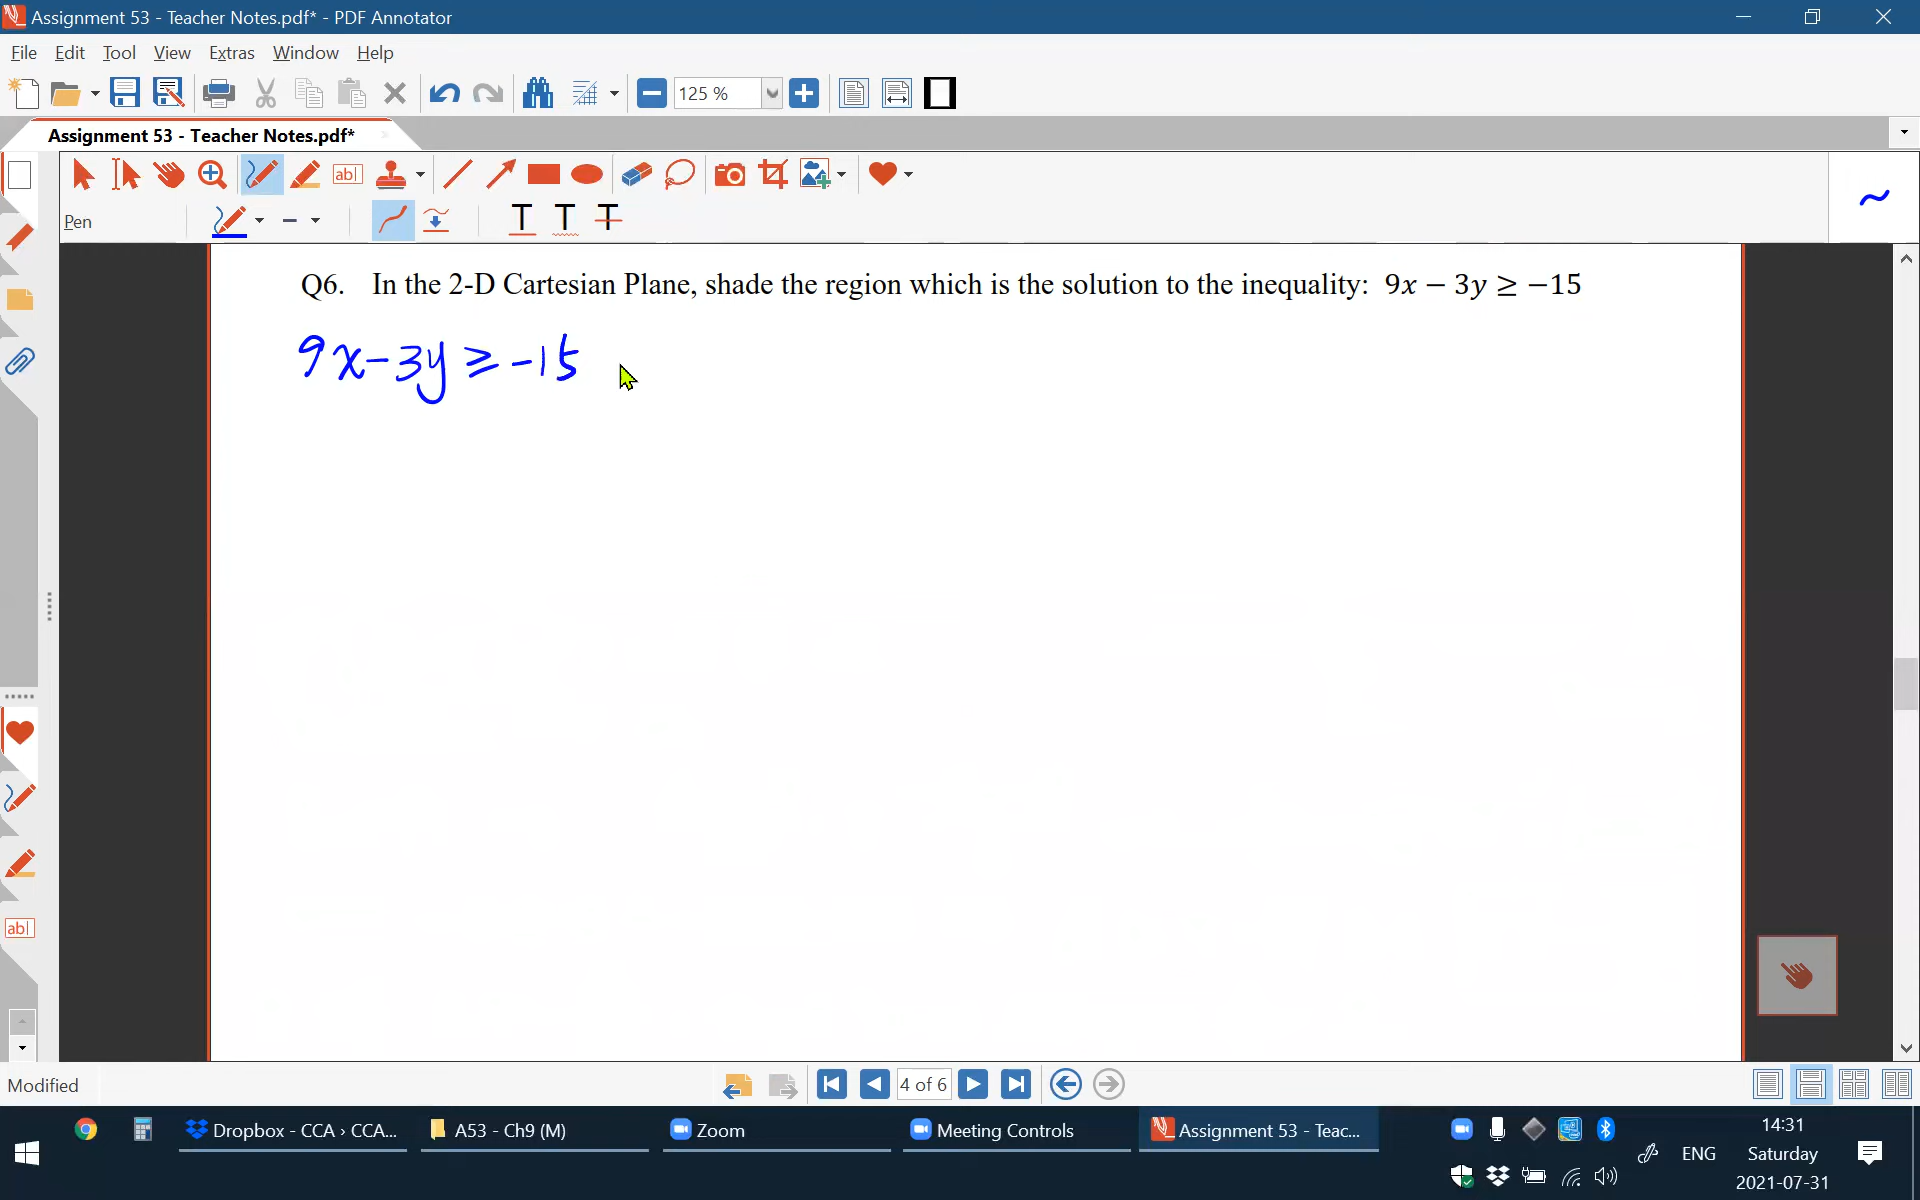 Assignment 53 - Teacher Notes.pdf* - PDF Annotator
File Edit Tool View Extras Window Help
125 %
Assignment 53 - Teacher Notes.pdf*
ab|
Pen
T T T
Q6. In the 2-D Cartesian Plane, shade the region which is the solution to the inequality: 9x − 3y ≥ −15
9x-3y ≥ -15
ab|
Modified
4 of 6
Dropbox - CCA › CCA...
A53 - Ch9 (M)
Zoom
Meeting Controls
Assignment 53 - Teac...
ENG
14:31
Saturday
2021-07-31